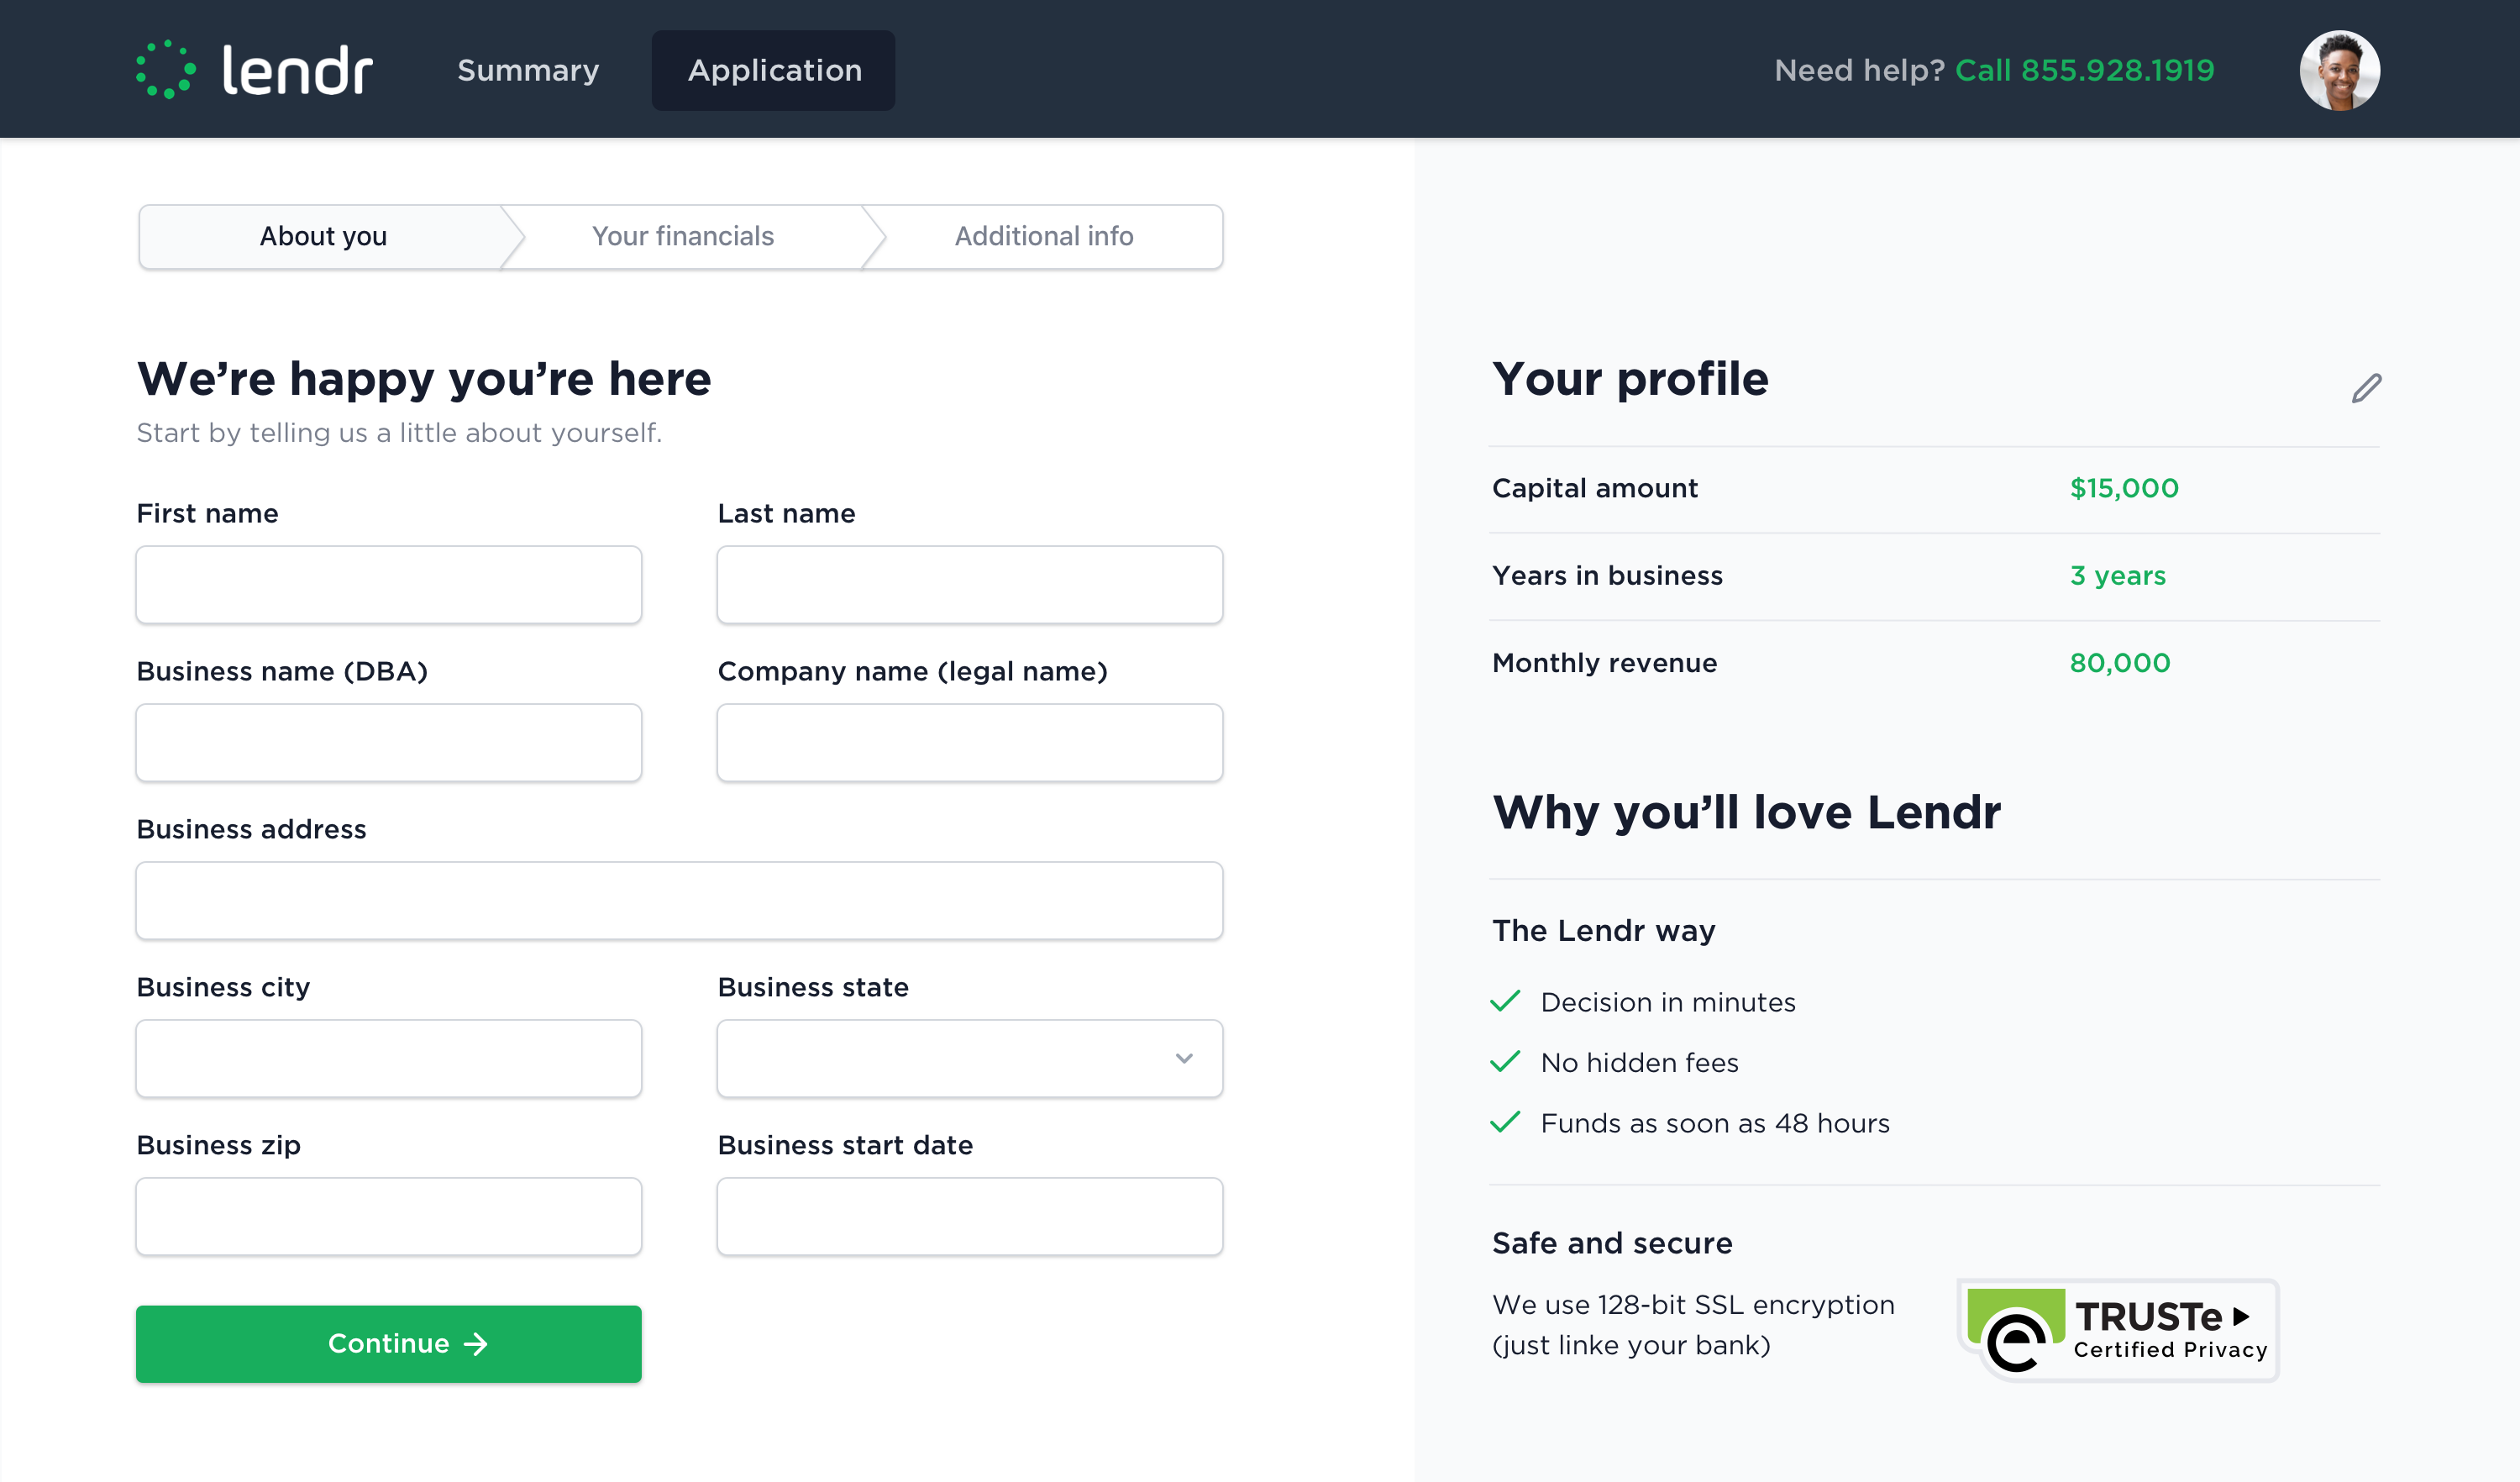 lendr
Summary
Application
Need help? Call 855.928.1919
About you
Your financials
Additional info
We’re happy you’re here
Start by telling us a little about yourself.
First name
Last name
Business name (DBA)
Company name (legal name)
Business address
Business city
Business state
Business zip
Business start date
Continue →
Your profile
Capital amount
$15,000
Years in business
3 years
Monthly revenue
80,000
Why you’ll love Lendr
The Lendr way
Decision in minutes
No hidden fees
Funds as soon as 48 hours
Safe and secure
We use 128-bit SSL encryption
(just linke your bank)
TRUSTe
Certified Privacy